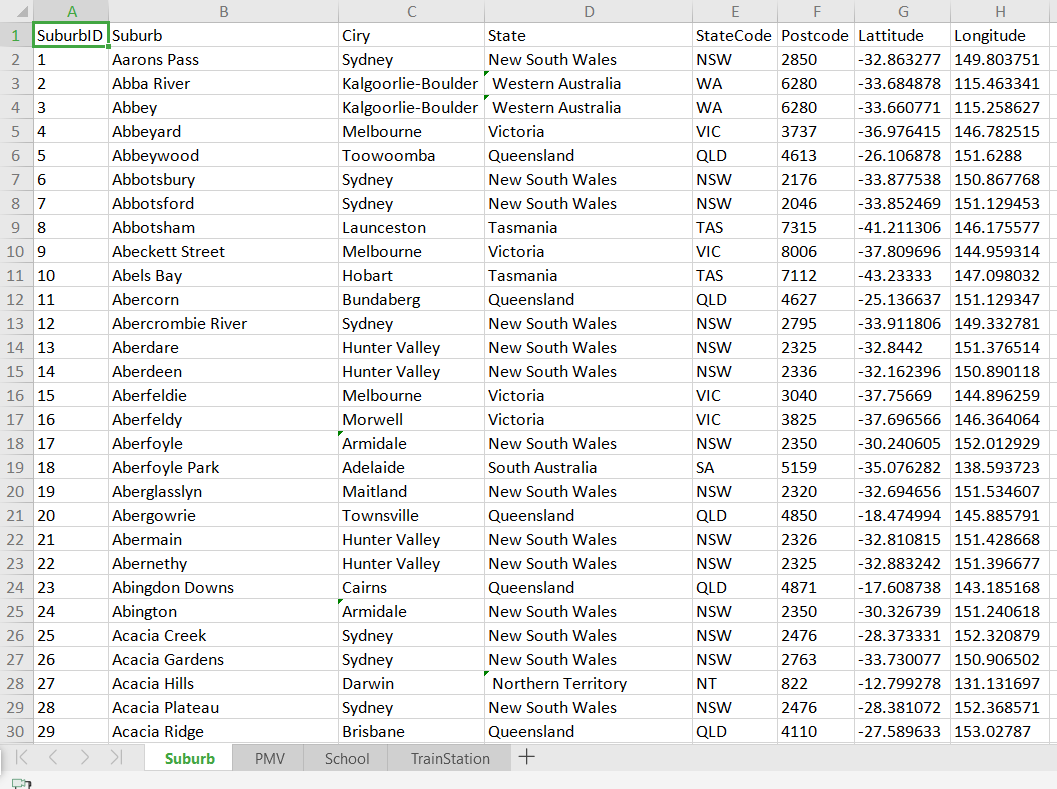 A B C D E F G H
1 SuburbID Suburb Ciry State StateCode Postcode Lattitude Longitude
2 1 Aarons Pass Sydney New South Wales NSW 2850 -32.863277 149.803751
3 2 Abba River Kalgoorlie-Boulder Western Australia WA 6280 -33.684878 115.463341
4 3 Abbey Kalgoorlie-Boulder Western Australia WA 6280 -33.660771 115.258627
5 4 Abbeyard Melbourne Victoria VIC 3737 -36.976415 146.782515
6 5 Abbeywood Toowoomba Queensland QLD 4613 -26.106878 151.6288
7 6 Abbotsbury Sydney New South Wales NSW 2176 -33.877538 150.867768
8 7 Abbotsford Sydney New South Wales NSW 2046 -33.852469 151.129453
9 8 Abbotsham Launceston Tasmania TAS 7315 -41.211306 146.175577
10 9 Abeckett Street Melbourne Victoria VIC 8006 -37.809696 144.959314
11 10 Abels Bay Hobart Tasmania TAS 7112 -43.23333 147.098032
12 11 Abercorn Bundaberg Queensland QLD 4627 -25.136637 151.129347
13 12 Abercrombie River Sydney New South Wales NSW 2795 -33.911806 149.332781
14 13 Aberdare Hunter Valley New South Wales NSW 2325 -32.8442 151.376514
15 14 Aberdeen Hunter Valley New South Wales NSW 2336 -32.162396 150.890118
16 15 Aberfeldie Melbourne Victoria VIC 3040 -37.75669 144.896259
17 16 Aberfeldy Morwell Victoria VIC 3825 -37.696566 146.364064
18 17 Aberfoyle Armidale New South Wales NSW 2350 -30.240605 152.012929
19 18 Aberfoyle Park Adelaide South Australia SA 5159 -35.076282 138.593723
20 19 Aberglasslyn Maitland New South Wales NSW 2320 -32.694656 151.534607
21 20 Abergowrie Townsville Queensland QLD 4850 -18.474994 145.885791
22 21 Abermain Hunter Valley New South Wales NSW 2326 -32.810815 151.428668
23 22 Abernethy Hunter Valley New South Wales NSW 2325 -32.883242 151.396677
24 23 Abingdon Downs Cairns Queensland QLD 4871 -17.608738 143.185168
25 24 Abington Armidale New South Wales NSW 2350 -30.326739 151.240618
26 25 Acacia Creek Sydney New South Wales NSW 2476 -28.373331 152.320879
27 26 Acacia Gardens Sydney New South Wales NSW 2763 -33.730077 150.906502
28 27 Acacia Hills Darwin Northern Territory NT 822 -12.799278 131.131697
29 28 Acacia Plateau Sydney New South Wales NSW 2476 -28.381072 152.368571
30 29 Acacia Ridge Brisbane Queensland QLD 4110 -27.589633 153.02787
Suburb PMV School TrainStation